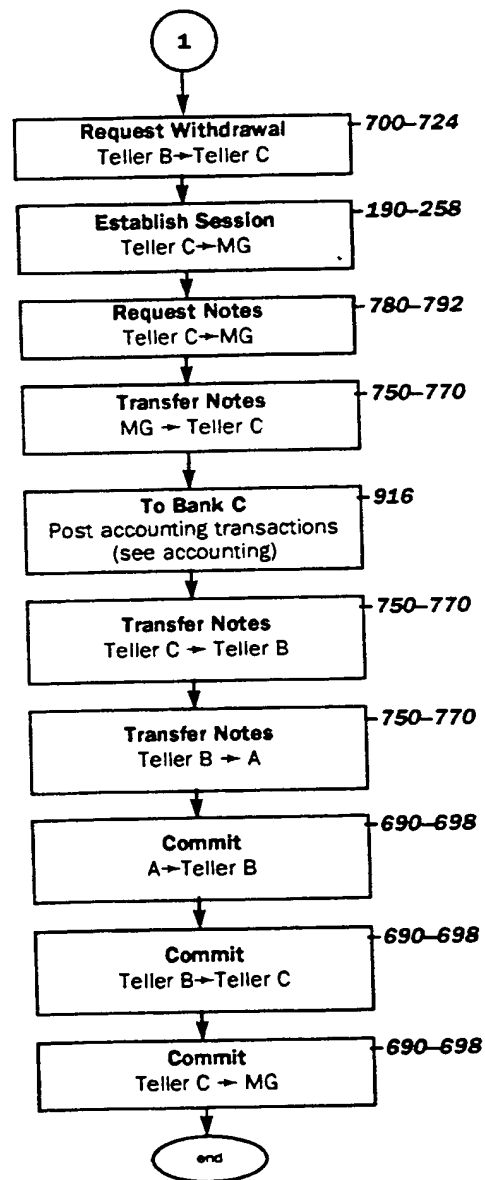 1
Request Withdrawal
Teller B→Teller C
700–724
Establish Session
Teller C→MG
190–258
Request Notes
Teller C→MG
780–792
Transfer Notes
MG → Teller C
750–770
To Bank C
Post accounting transactions
(see accounting)
916
Transfer Notes
Teller C → Teller B
750–770
Transfer Notes
Teller B → A
750–770
Commit
A→Teller B
690–698
Commit
Teller B→Teller C
690–698
Commit
Teller C → MG
690–698
end